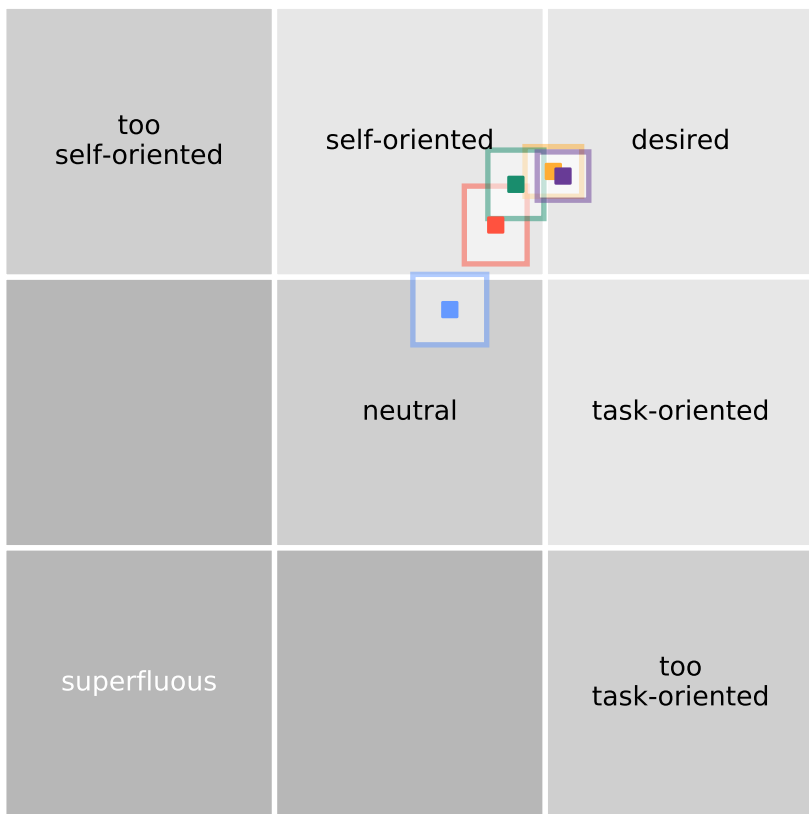 too
self-oriented
self-oriented
desired
neutral
task-oriented
superfluous
too
task-oriented